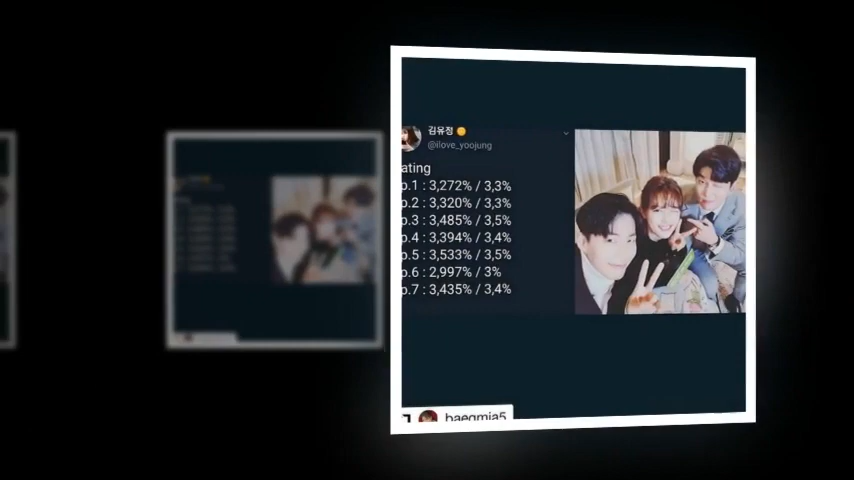 김유정
@ilove_yoojung
ating
p.1 : 3,272% / 3,3%
p.2 : 3,320% / 3,3%
p.3 : 3,485% / 3,5%
p.4 : 3,394% / 3,4%
p.5 : 3,533% / 3,5%
p.6 : 2,997% / 3%
p.7 : 3,435% / 3,4%
baeqmia5